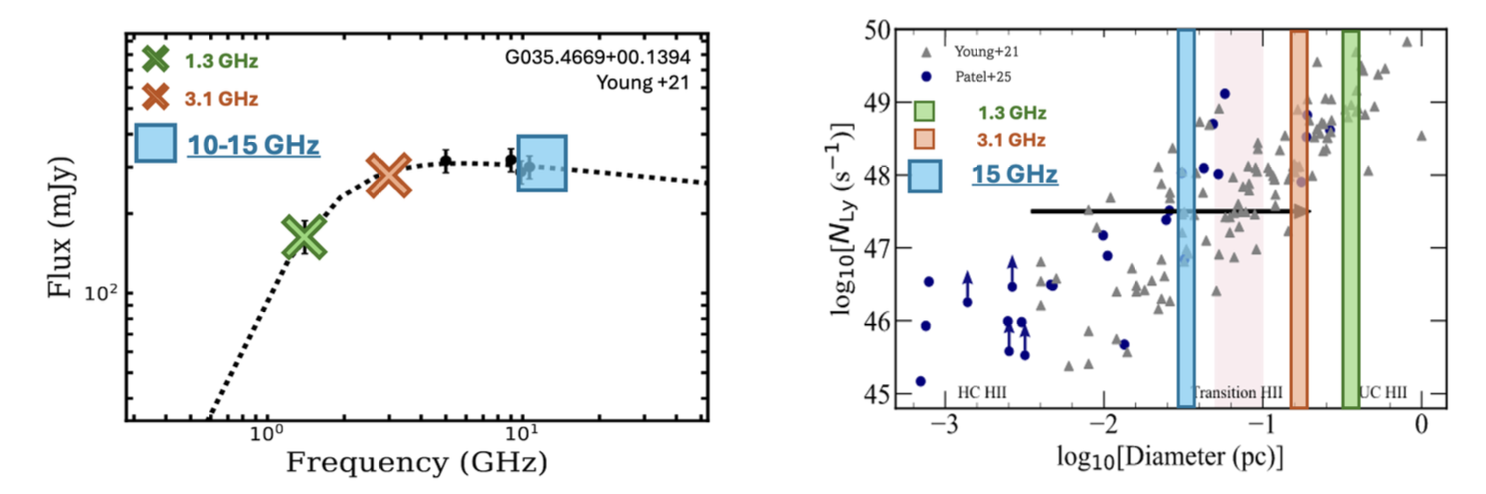 1.3 GHz
3.1 GHz
10-15 GHz
G035.4669+00.1394
Young +21
Flux (mJy)
10²
10⁰
10¹
Frequency (GHz)
Young+21
Patel+25
1.3 GHz
3.1 GHz
15 GHz
log₁₀[N_Ly (s⁻¹)]
50
49
48
47
46
45
HC HII
Transition HII
UC HII
−3
−2
−1
0
log₁₀[Diameter (pc)]